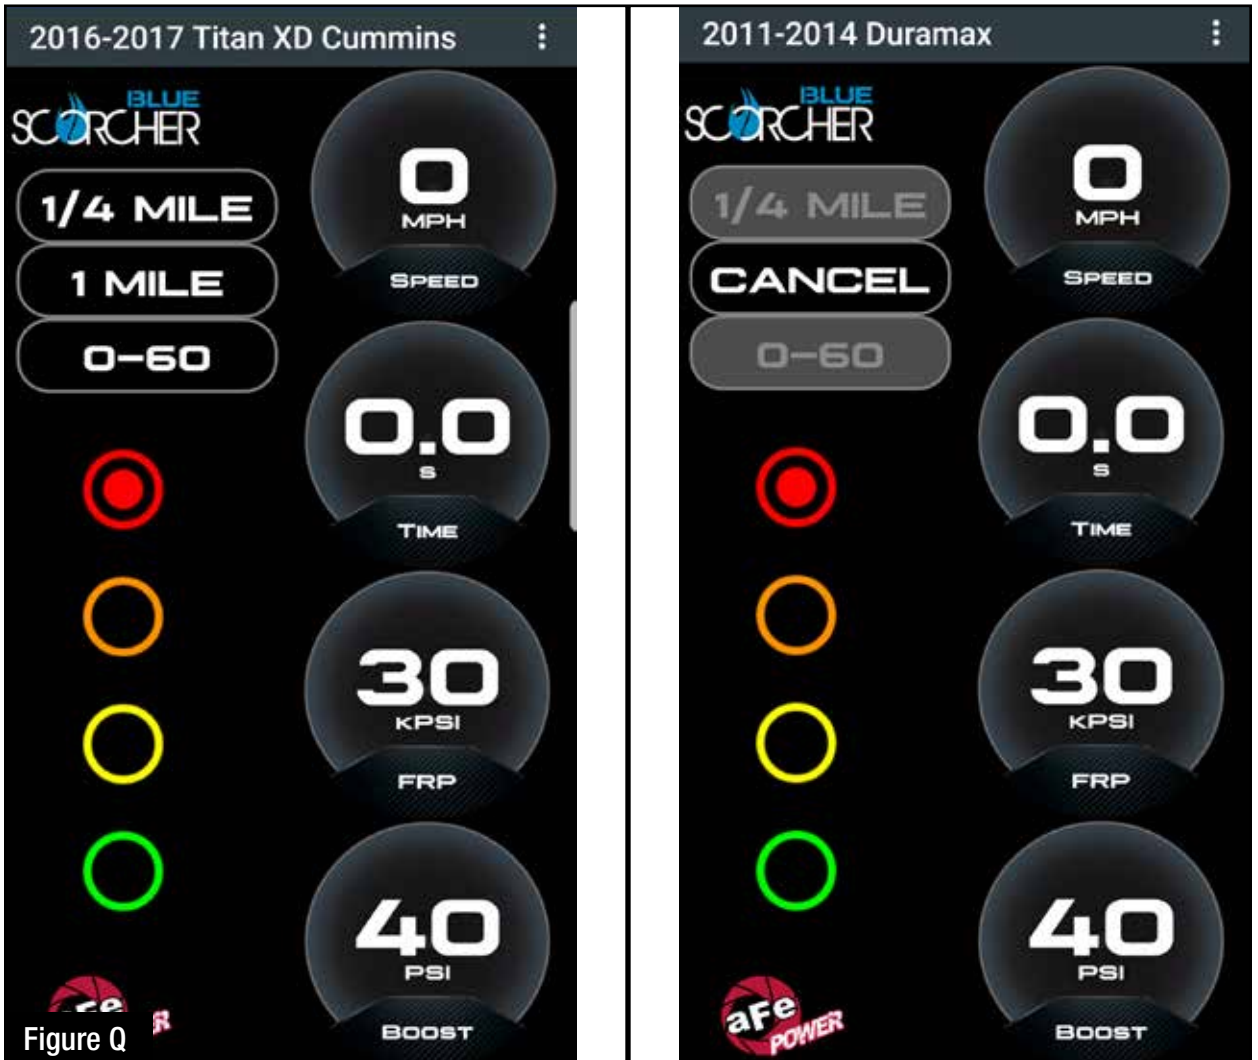 2016-2017 Titan XD Cummins
BLUE
SCORCHER
1/4 MILE
1 MILE
0-60
0
MPH
SPEED
0.0
S
TIME
30
KPSI
FRP
40
PSI
BOOST
aFe
Figure Q
2011-2014 Duramax
BLUE
SCORCHER
1/4 MILE
CANCEL
0-60
0
MPH
SPEED
0.0
S
TIME
30
KPSI
FRP
40
PSI
BOOST
aFe
POWER